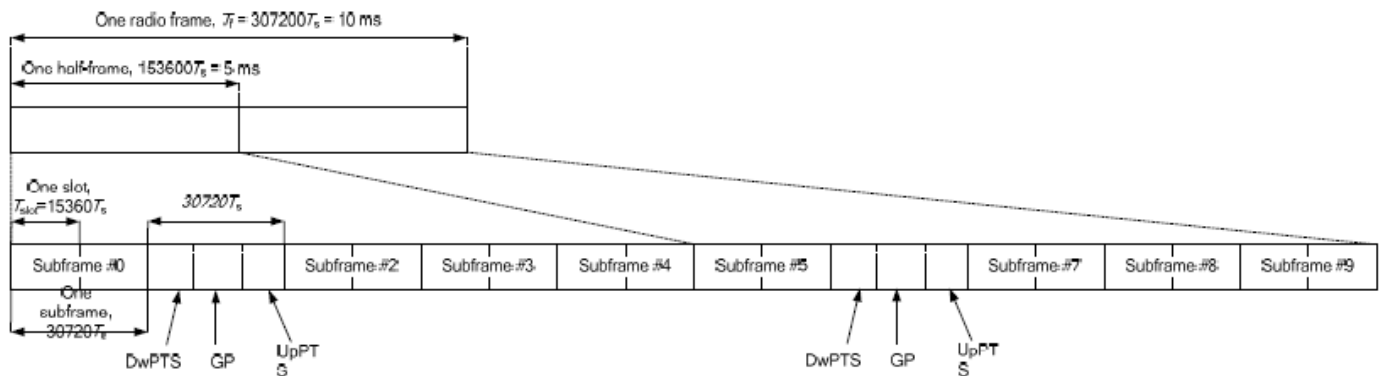 One radio frame, Tf = 307200Ts = 10 ms
One half-frame, 153600Ts = 5 ms
One slot,
Tslot=15360Ts
30720Ts
Subframe #0
Subframe #2
Subframe #3
Subframe #4
Subframe #5
Subframe #7
Subframe #8
Subframe #9
One
subframe,
30720Ts
DwPTS
GP
UpPT
S
DwPTS
GP
UpPT
S